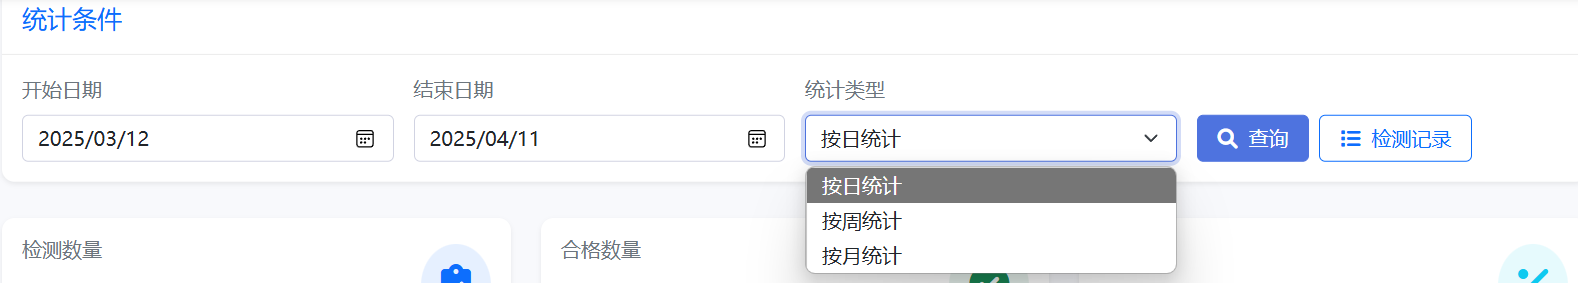 统计条件
开始日期
结束日期
统计类型
2025/03/12
2025/04/11
按日统计
查询
检测记录
按日统计
按周统计
按月统计
检测数量
合格数量